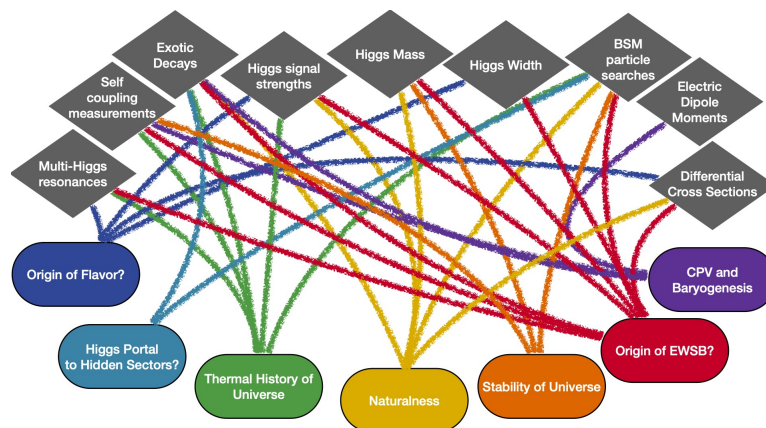 Exotic
Decays
Higgs signal
strengths
Higgs Mass
Higgs Width
BSM
particle
searches
Self
coupling
measurements
Electric
Dipole
Moments
Multi-Higgs
resonances
Differential
Cross Sections
Origin of Flavor?
CPV and
Baryogenesis
Higgs Portal
to Hidden Sectors?
Origin of EWSB?
Thermal History of
Universe
Naturalness
Stability of Universe